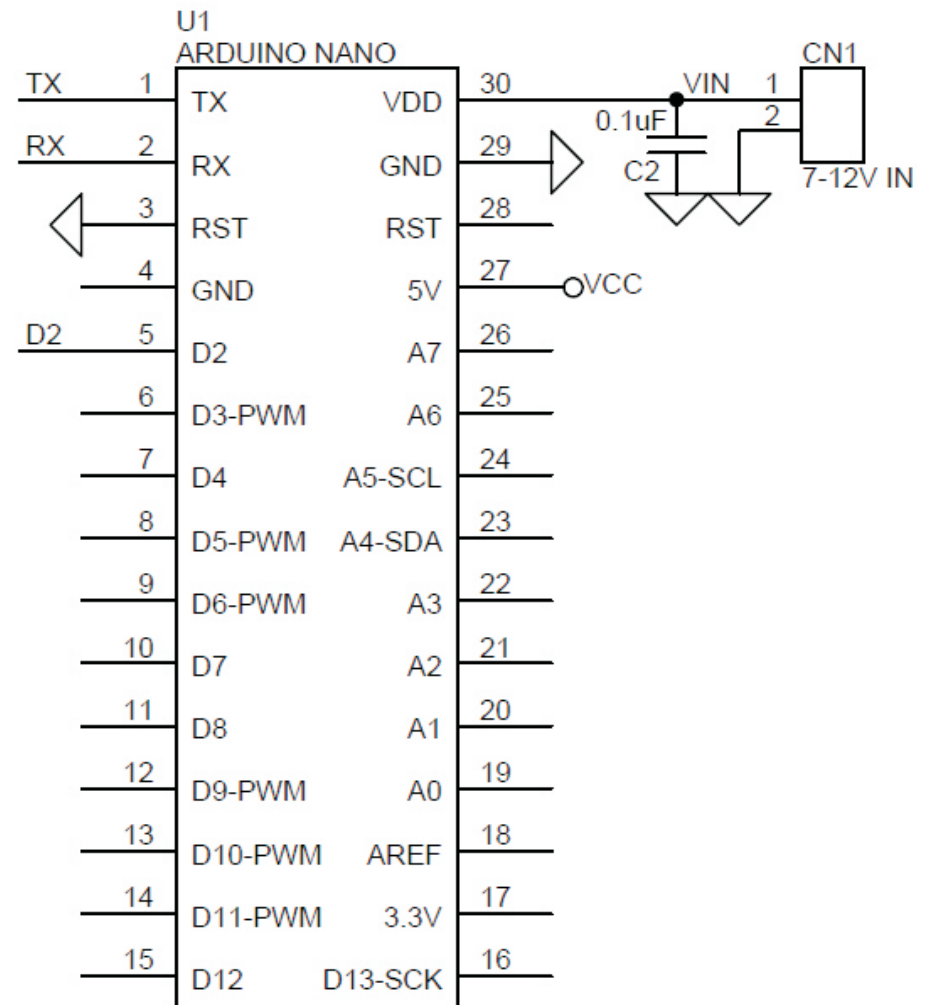 U1
ARDUINO NANO
CN1
TX 1 TX VDD 30 VIN 1
0.1uF 2
RX 2 RX GND 29 C2 7-12V IN
3 RST RST 28
4 GND 5V 27 VCC
D2 5 D2 A7 26
6 D3-PWM A6 25
7 D4 A5-SCL 24
8 D5-PWM A4-SDA 23
9 D6-PWM A3 22
10 D7 A2 21
11 D8 A1 20
12 D9-PWM A0 19
13 D10-PWM AREF 18
14 D11-PWM 3.3V 17
15 D12 D13-SCK 16